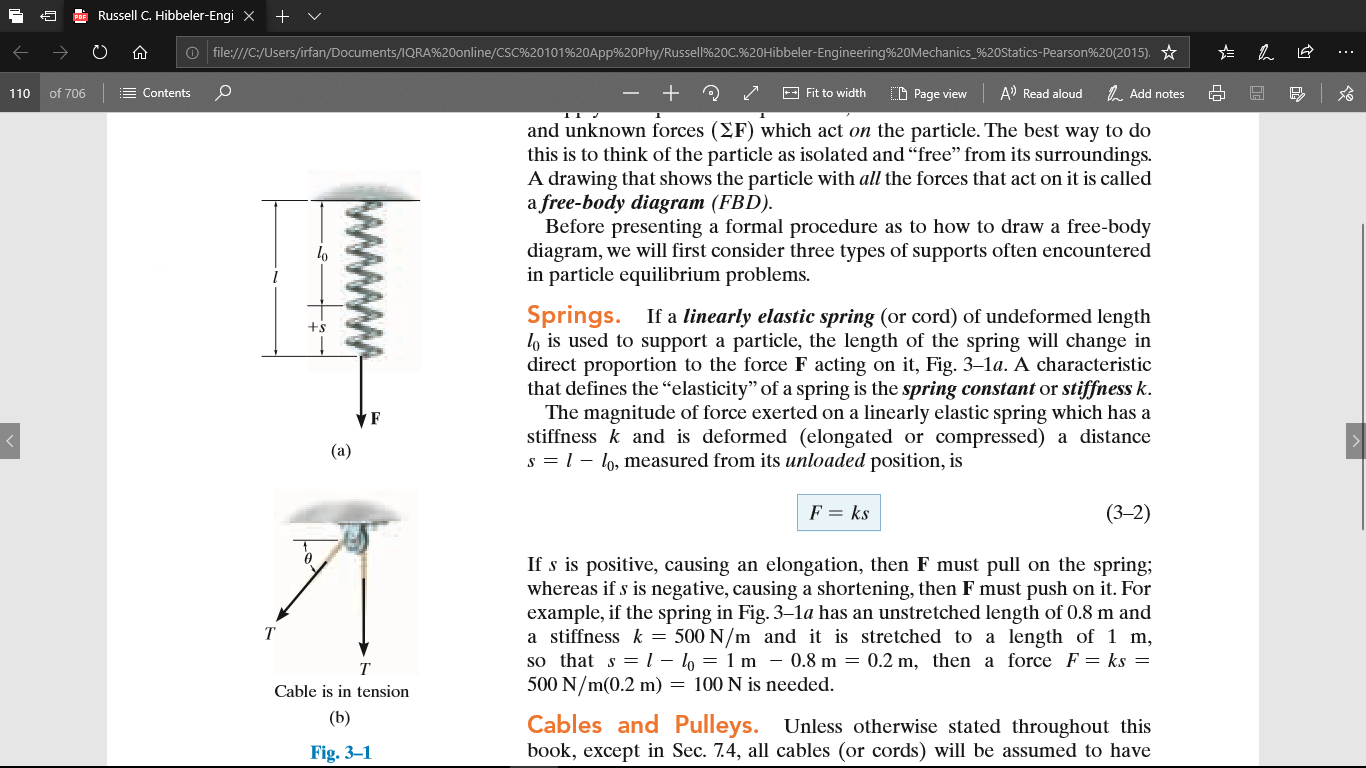 Russell C. Hibbeler-Engi
file:///C:/Users/irfan/Documents/IQRA%20online/CSC%20101%20App%20Phy/Russell%20C.%20Hibbeler-Engineering%20Mechanics_%20Statics-Pearson%20(2015).
110 of 706 Contents Fit to width Page view Read aloud Add notes
and unknown forces (ΣF) which act on the particle. The best way to do
this is to think of the particle as isolated and “free” from its surroundings.
A drawing that shows the particle with all the forces that act on it is called
a free-body diagram (FBD).
Before presenting a formal procedure as to how to draw a free-body
diagram, we will first consider three types of supports often encountered
in particle equilibrium problems.
Springs. If a linearly elastic spring (or cord) of undeformed length
l₀ is used to support a particle, the length of the spring will change in
direct proportion to the force F acting on it, Fig. 3–1a. A characteristic
that defines the “elasticity” of a spring is the spring constant or stiffness k.
The magnitude of force exerted on a linearly elastic spring which has a
stiffness k and is deformed (elongated or compressed) a distance
s = l − l₀, measured from its unloaded position, is
F = ks (3–2)
If s is positive, causing an elongation, then F must pull on the spring;
whereas if s is negative, causing a shortening, then F must push on it. For
example, if the spring in Fig. 3–1a has an unstretched length of 0.8 m and
a stiffness k = 500 N/m and it is stretched to a length of 1 m,
so that s = l − l₀ = 1 m − 0.8 m = 0.2 m, then a force F = ks =
500 N/m(0.2 m) = 100 N is needed.
Cables and Pulleys. Unless otherwise stated throughout this
book, except in Sec. 7.4, all cables (or cords) will be assumed to have
l₀
l
+s
F
(a)
θ
T
T
Cable is in tension
(b)
Fig. 3–1